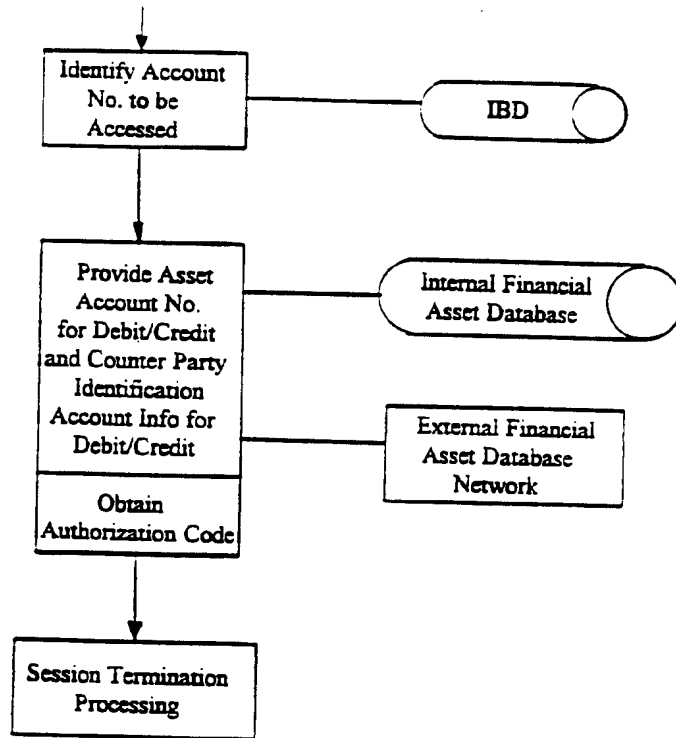 Identify Account
No. to be
Accessed
IBD
Provide Asset
Account No.
for Debit/Credit
and Counter Party
Identification
Account Info for
Debit/Credit
Internal Financial
Asset Database
External Financial
Asset Database
Network
Obtain
Authorization Code
Session Termination
Processing